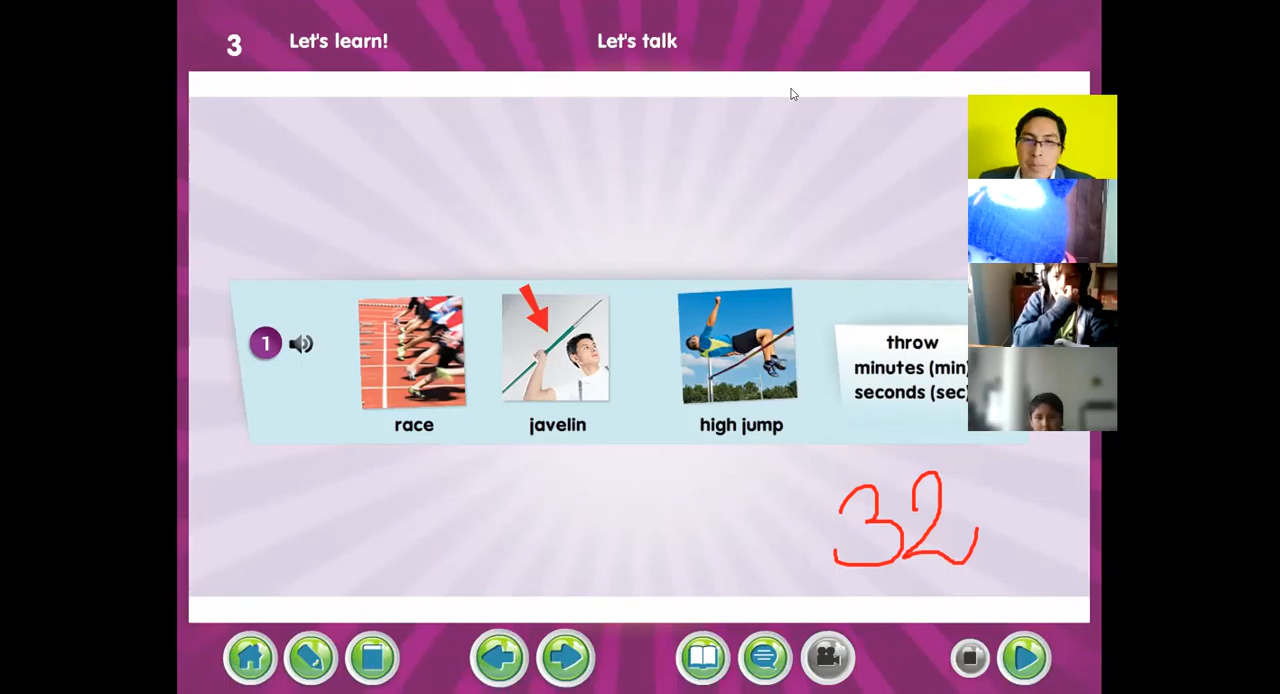 3 Let's learn! Let's talk
1
race
javelin
high jump
throw
minutes (min)
seconds (sec)
32